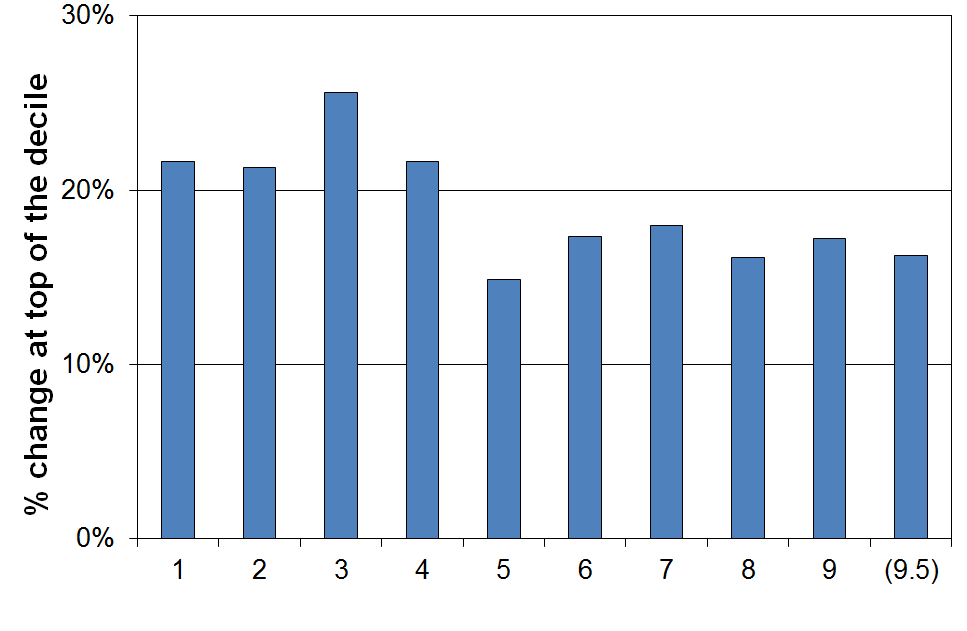 % change at top of the decile
30%
20%
10%
0%
1 2 3 4 5 6 7 8 9 (9.5)